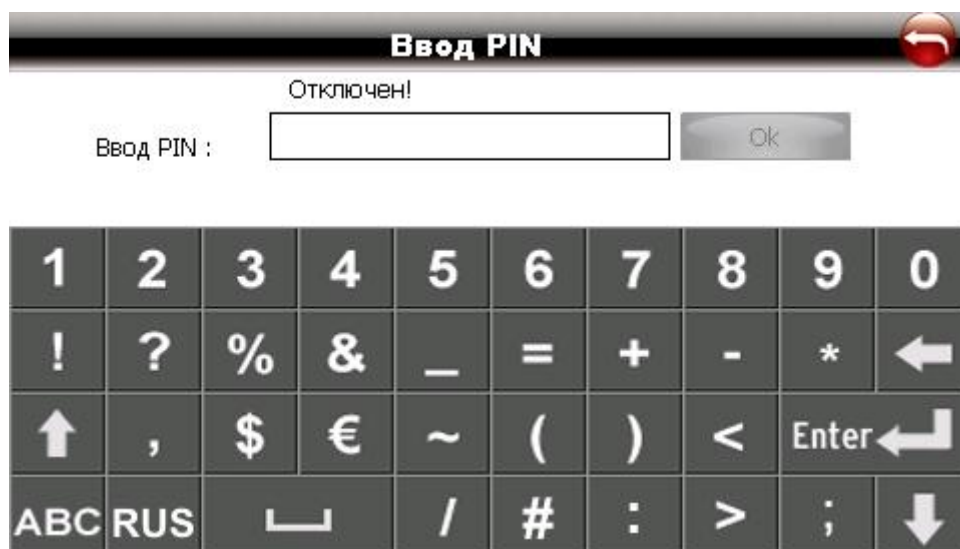 Ввод PIN
Отключен!
Ввод PIN :
Ok
1 2 3 4 5 6 7 8 9 0
! ? % & _ = + - *
, $ € ~ ( ) < Enter
ABC RUS / # : > ;